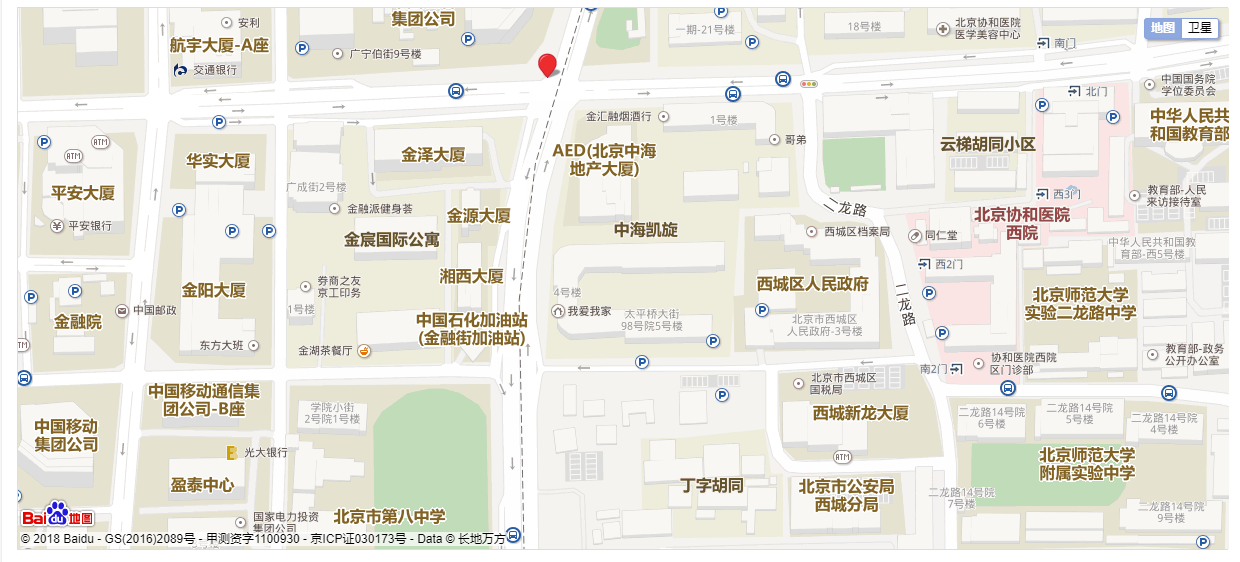 安利
集团公司
航宇大厦-A座
交通银行
广宁伯街9号楼
一期-21号楼
18号楼
北京协和医院
医学美容中心
南门
地图
卫星
中国国务院
学位委员会
北门
中华人民共
和国教育部
金汇融烟酒行
1号楼
哥弟
云梯胡同小区
ATM
ATM
平安大厦
平安银行
华实大厦
金泽大厦
AED(北京中海
地产大厦)
广成街2号楼
金融派健身荟
金源大厦
金宸国际公寓
中海凯旋
二龙路
西城区档案局
西3门
北京协和医院
西院
同仁堂
教育部-人民
来访接待室
中华人民共和国教
育部-西5号楼
西2门
湘西大厦
券商之友
京工印务
1号楼
金阳大厦
中国邮政
金融院
ATM
东方大班
金湖茶餐厅
中国石化加油站
(金融街加油站)
4号楼
我爱我家
太平桥大街
98号院5号楼
西城区人民政府
北京市西城区
人民政府-3号楼
二龙路
北京师范大学
实验二龙路中学
教育部-政务
公开办公室
协和医院西院
区门诊部
南2门
北京市西城区
国税局
西城新龙大厦
中国移动通信集
团公司-B座
中国移动
集团公司
学院小街
2号院1号楼
光大银行
盈泰中心
国家电力投资
集团公司
北京市第八中学
丁字胡同
ATM
北京市公安局
西城分局
二龙路14号院
6号楼
二龙路14号院
5号楼
二龙路14号院
4号楼
北京师范大学
附属实验中学
二龙路14号院
7号楼
二龙路14号院
9号楼
Bai du 地图
© 2018 Baidu - GS(2016)2089号 - 甲测资字1100930 - 京ICP证030173号 - Data © 长地万方